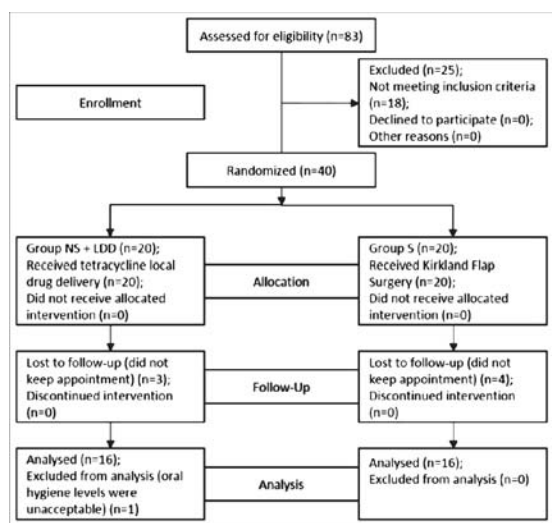 Assessed for eligibility (n=83)
Excluded (n=25);
Not meeting inclusion criteria
(n=18);
Declined to participate (n=0);
Other reasons (n=0)
Enrollment
Randomized (n=40)
Group NS + LDD (n=20);
Received tetracycline local
drug delivery (n=20);
Did not receive allocated
intervention (n=0)
Allocation
Group S (n=20);
Received Kirkland Flap
Surgery (n=20);
Did not receive allocated
intervention (n=0)
Lost to follow-up (did not
keep appointment) (n=3);
Discontinued intervention
(n=0)
Follow-Up
Lost to follow-up (did not
keep appointment) (n=4);
Discontinued intervention
(n=0)
Analysed (n=16);
Excluded from analysis (oral
hygiene levels were
unacceptable) (n=1)
Analysis
Analysed (n=16);
Excluded from analysis (n=0)